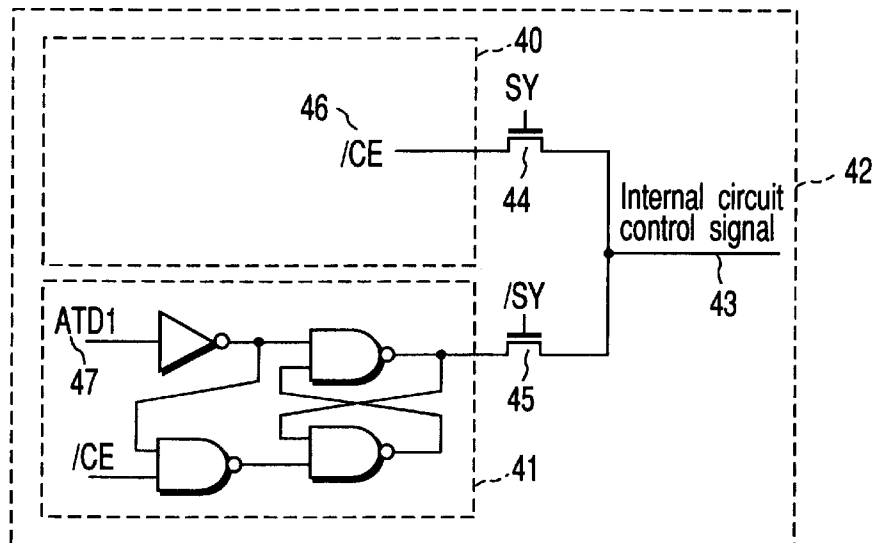 40
SY
46
/CE
44
42
Internal circuit
control signal
43
/SY
45
ATD1
47
/CE
41